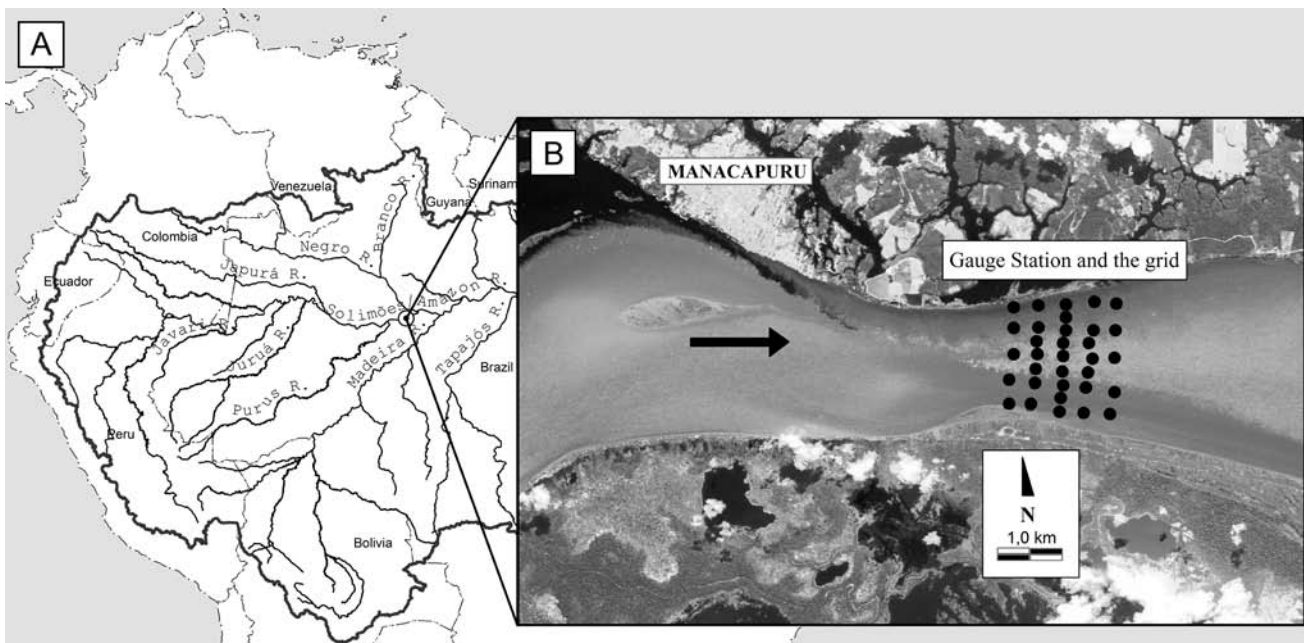 A
Venezuela
Guyana
Surinam
Colombia
Ecuador
Negro R.
Branco R.
Japurá R.
Solimões/Amazon R.
Javari R.
Juruá R.
Purus R.
Madeira R.
Tapajós R.
Brazil
Peru
Bolivia
B
MANACAPURU
Gauge Station and the grid
N
1,0 km